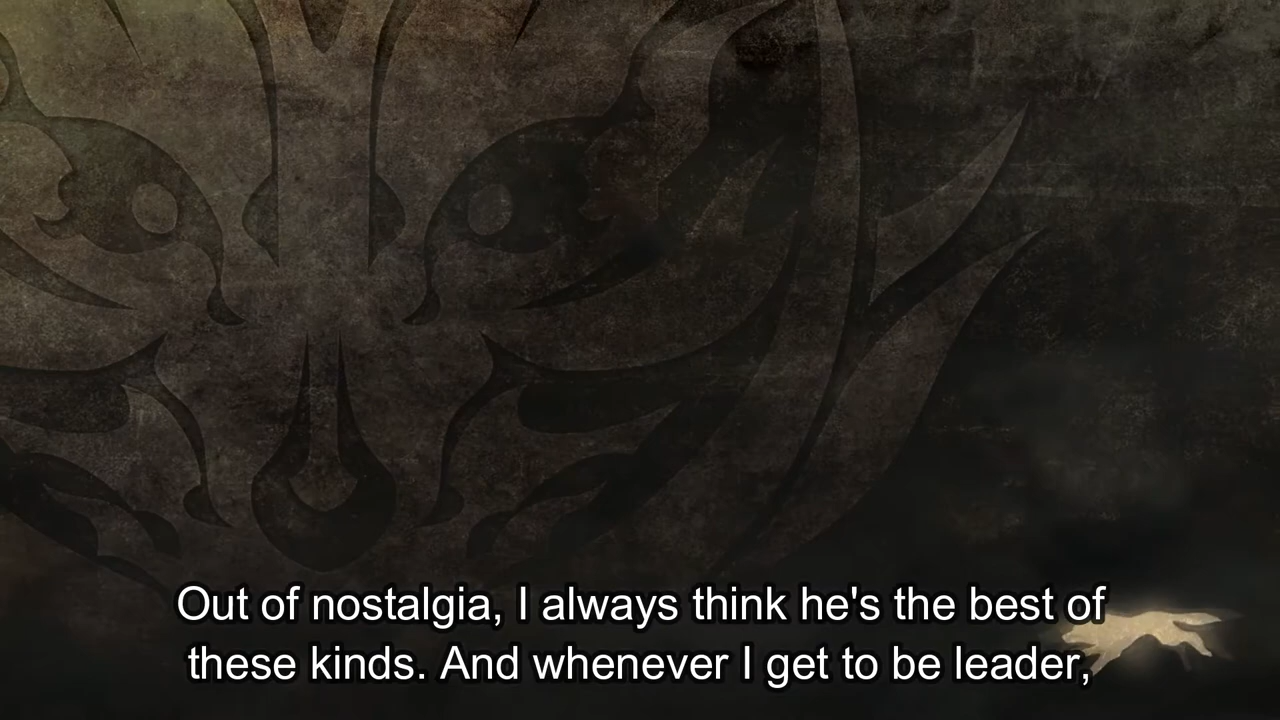 Out of nostalgia, I always think he's the best of
these kinds. And whenever I get to be leader,